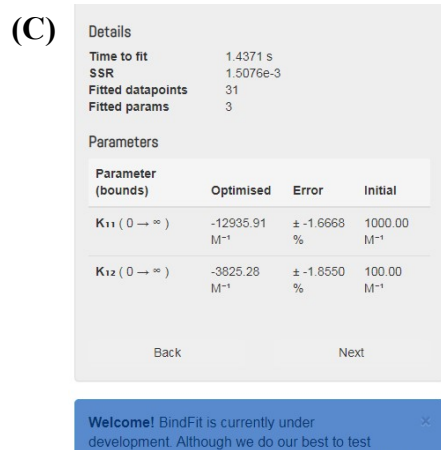 (C)
Details
Time to fit 1.4371 s
SSR 1.5076e-3
Fitted datapoints 31
Fitted params 3
Parameters
Parameter
(bounds) Optimised Error Initial
K₁₁ ( 0 → ∞ ) -12935.91 ± -1.6668 1000.00
M⁻¹ % M⁻¹
K₁₂ ( 0 → ∞ ) -3825.28 ± -1.8550 100.00
M⁻¹ % M⁻¹
Back Next
Welcome! BindFit is currently under ×
development. Although we do our best to test